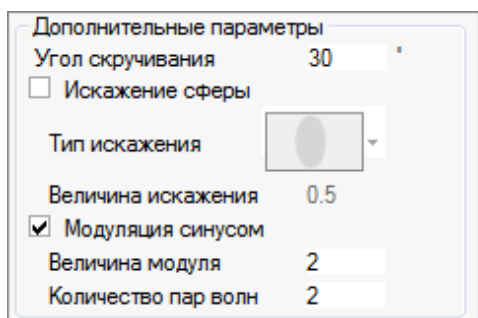 Дополнительные параметры
Угол скручивания 30 °
Искажение сферы
Тип искажения
Величина искажения 0.5
Модуляция синусом
Величина модуля 2
Количество пар волн 2